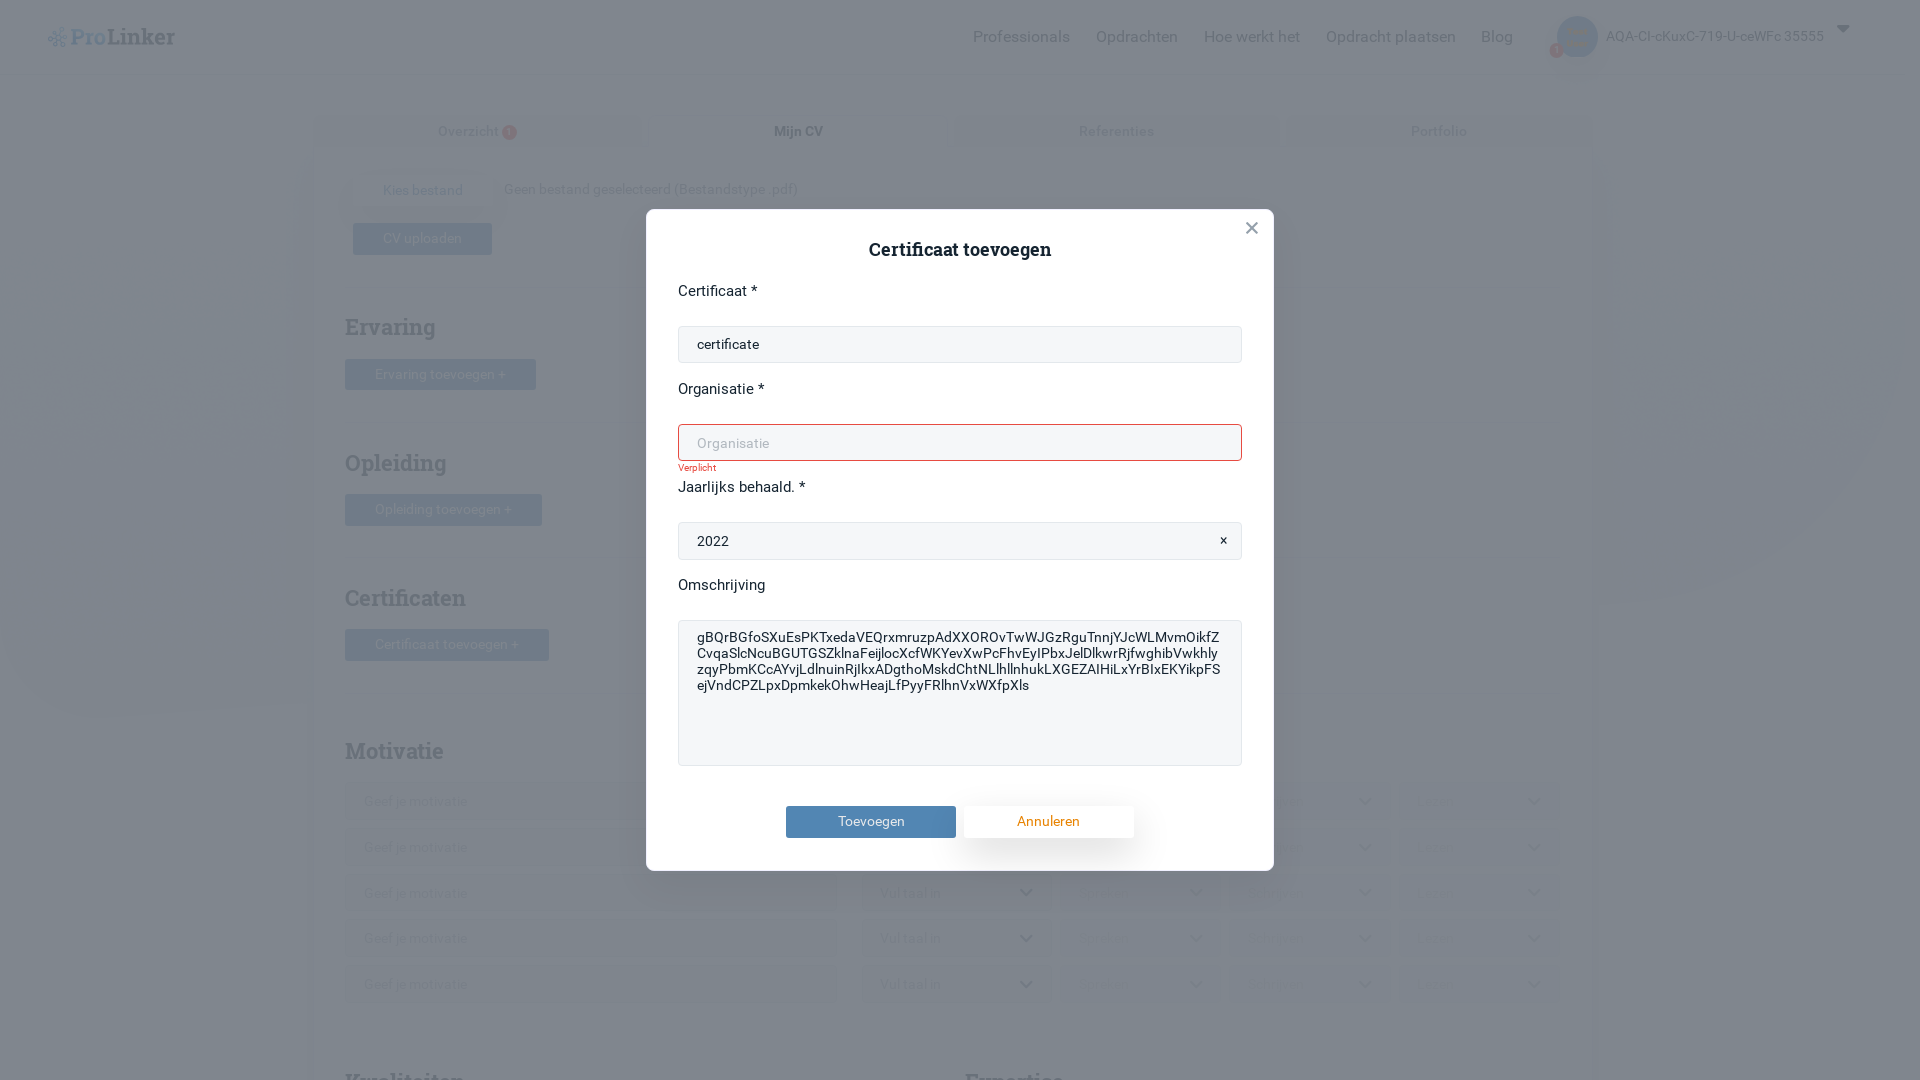 ProLinker
Professionals Opdrachten Hoe werkt het Opdracht plaatsen Blog
AQA-CI-cKuxC-719-U-ceWFc 35555
Overzicht Mijn CV Referenties Portfolio
Kies bestand Geen bestand geselecteerd (Bestandstype .pdf)
CV uploaden
Ervaring
Ervaring toevoegen +
Opleiding
Opleiding toevoegen +
Certificaten
Certificaat toevoegen +
Motivatie
Certificaat toevoegen
Certificaat *
certificate
Organisatie *
Organisatie
Verplicht
Jaarlijks behaald. *
2022 ×
Omschrijving
gBQrBGfoSXuEsPKTxedaVEQrxmruzpAdXXOROvTwWJGzRguTnnjYJcWLMvmOikfZ
CvqaSlcNcuBGUTGSZklnaFeijlocXcfWKYevXwPcFhvEyIPbxJelDlkwrRjfwghibVwkhly
zqyPbmKCcAYvjLdlnuinRjIkxADgthoMskdChtNLlhllnhukLXGEZAIHiLxYrBIxEKYikpFS
ejVndCPZLpxDpmkekOhwHeajLfPyyFRlhnVxWXfpXls
Toevoegen Annuleren
Geef je motivatie
Geef je motivatie
Geef je motivatie Vul taal in
Geef je motivatie Vul taal in
Geef je motivatie Vul taal in
Kwaliteiten Expertise